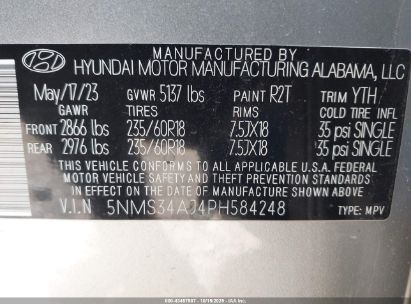 MANUFACTURED BY
HYUNDAI MOTOR MANUFACTURING ALABAMA, LLC
May/17/23 GVWR 5137 lbs PAINT R2T TRIM YTH
GAWR TIRES RIMS COLD TIRE INFL
FRONT 2866 lbs 235/60R18 7.5JX18 35 psi SINGLE
REAR 2976 lbs 235/60R18 7.5JX18 35 psi SINGLE
THIS VEHICLE CONFORMS TO ALL APPLICABLE U.S.A. FEDERAL
MOTOR VEHICLE SAFETY AND THEFT PREVENTION STANDARDS
IN EFFECT ON THE DATE OF MANUFACTURE SHOWN ABOVE.
V.I.N 5NMS34AJ4PH584248 TYPE: MPV